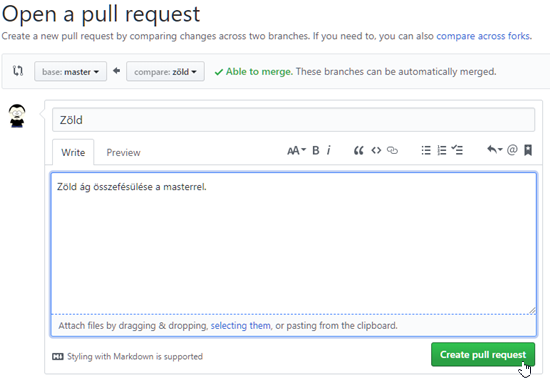 Open a pull request
Create a new pull request by comparing changes across two branches. If you need to, you can also compare across forks.
base: master compare: zöld Able to merge. These branches can be automatically merged.
Zöld
Write Preview AA B i
Zöld ág összefésülése a masterrel.
Attach files by dragging & dropping, selecting them, or pasting from the clipboard.
Styling with Markdown is supported
Create pull request